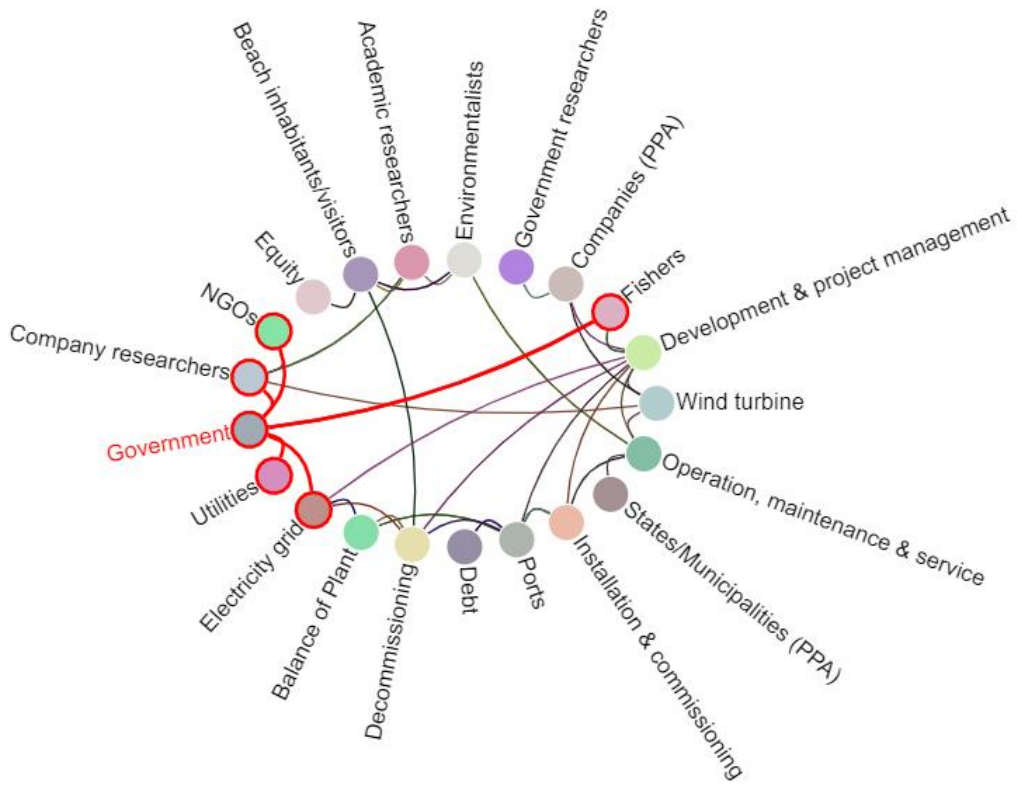 Beach inhabitants/visitors
Academic researchers
Environmentalists
Government researchers
Companies (PPA)
Fishers
Development & project management
Wind turbine
Operation, maintenance & service
States/Municipalities (PPA)
Installation & commissioning
Ports
Debt
Decommissioning
Balance of Plant
Electricity grid
Utilities
Government
Company researchers
NGOs
Equity